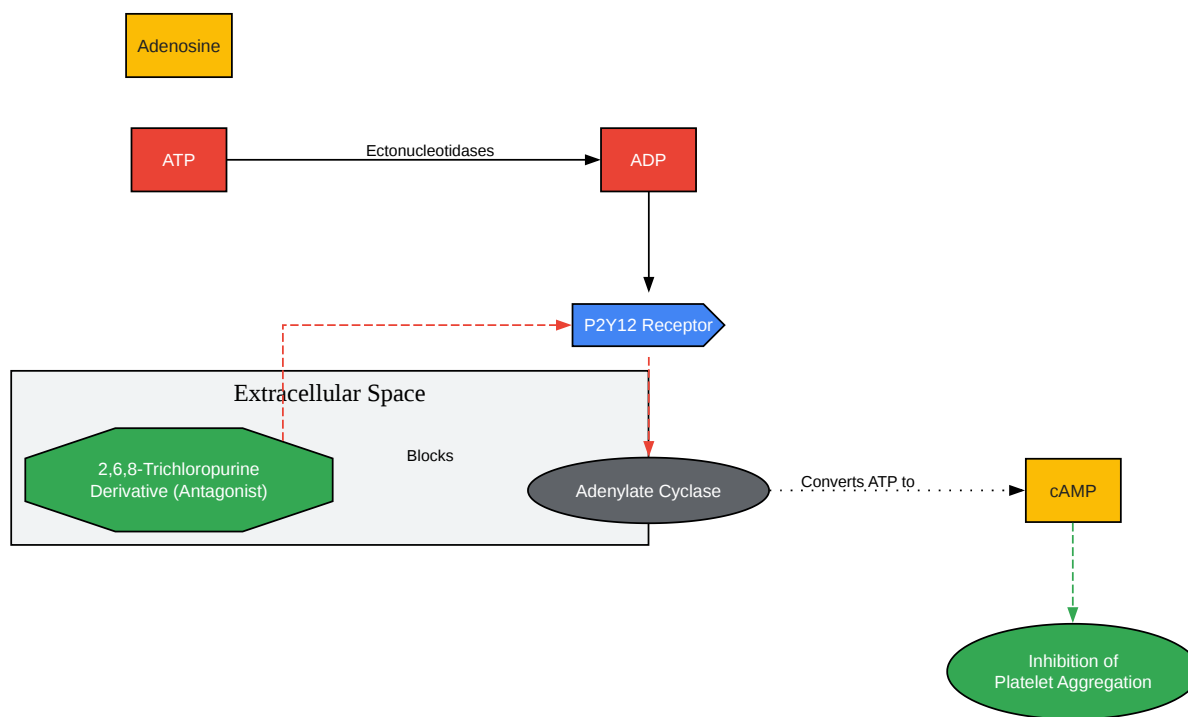 Adenosine
ATP
Ectonucleotidases
ADP
P2Y12 Receptor
Extracellular Space
2,6,8-Trichloropurine
Derivative (Antagonist)
Blocks
Adenylate Cyclase
Converts ATP to
cAMP
Inhibition of
Platelet Aggregation